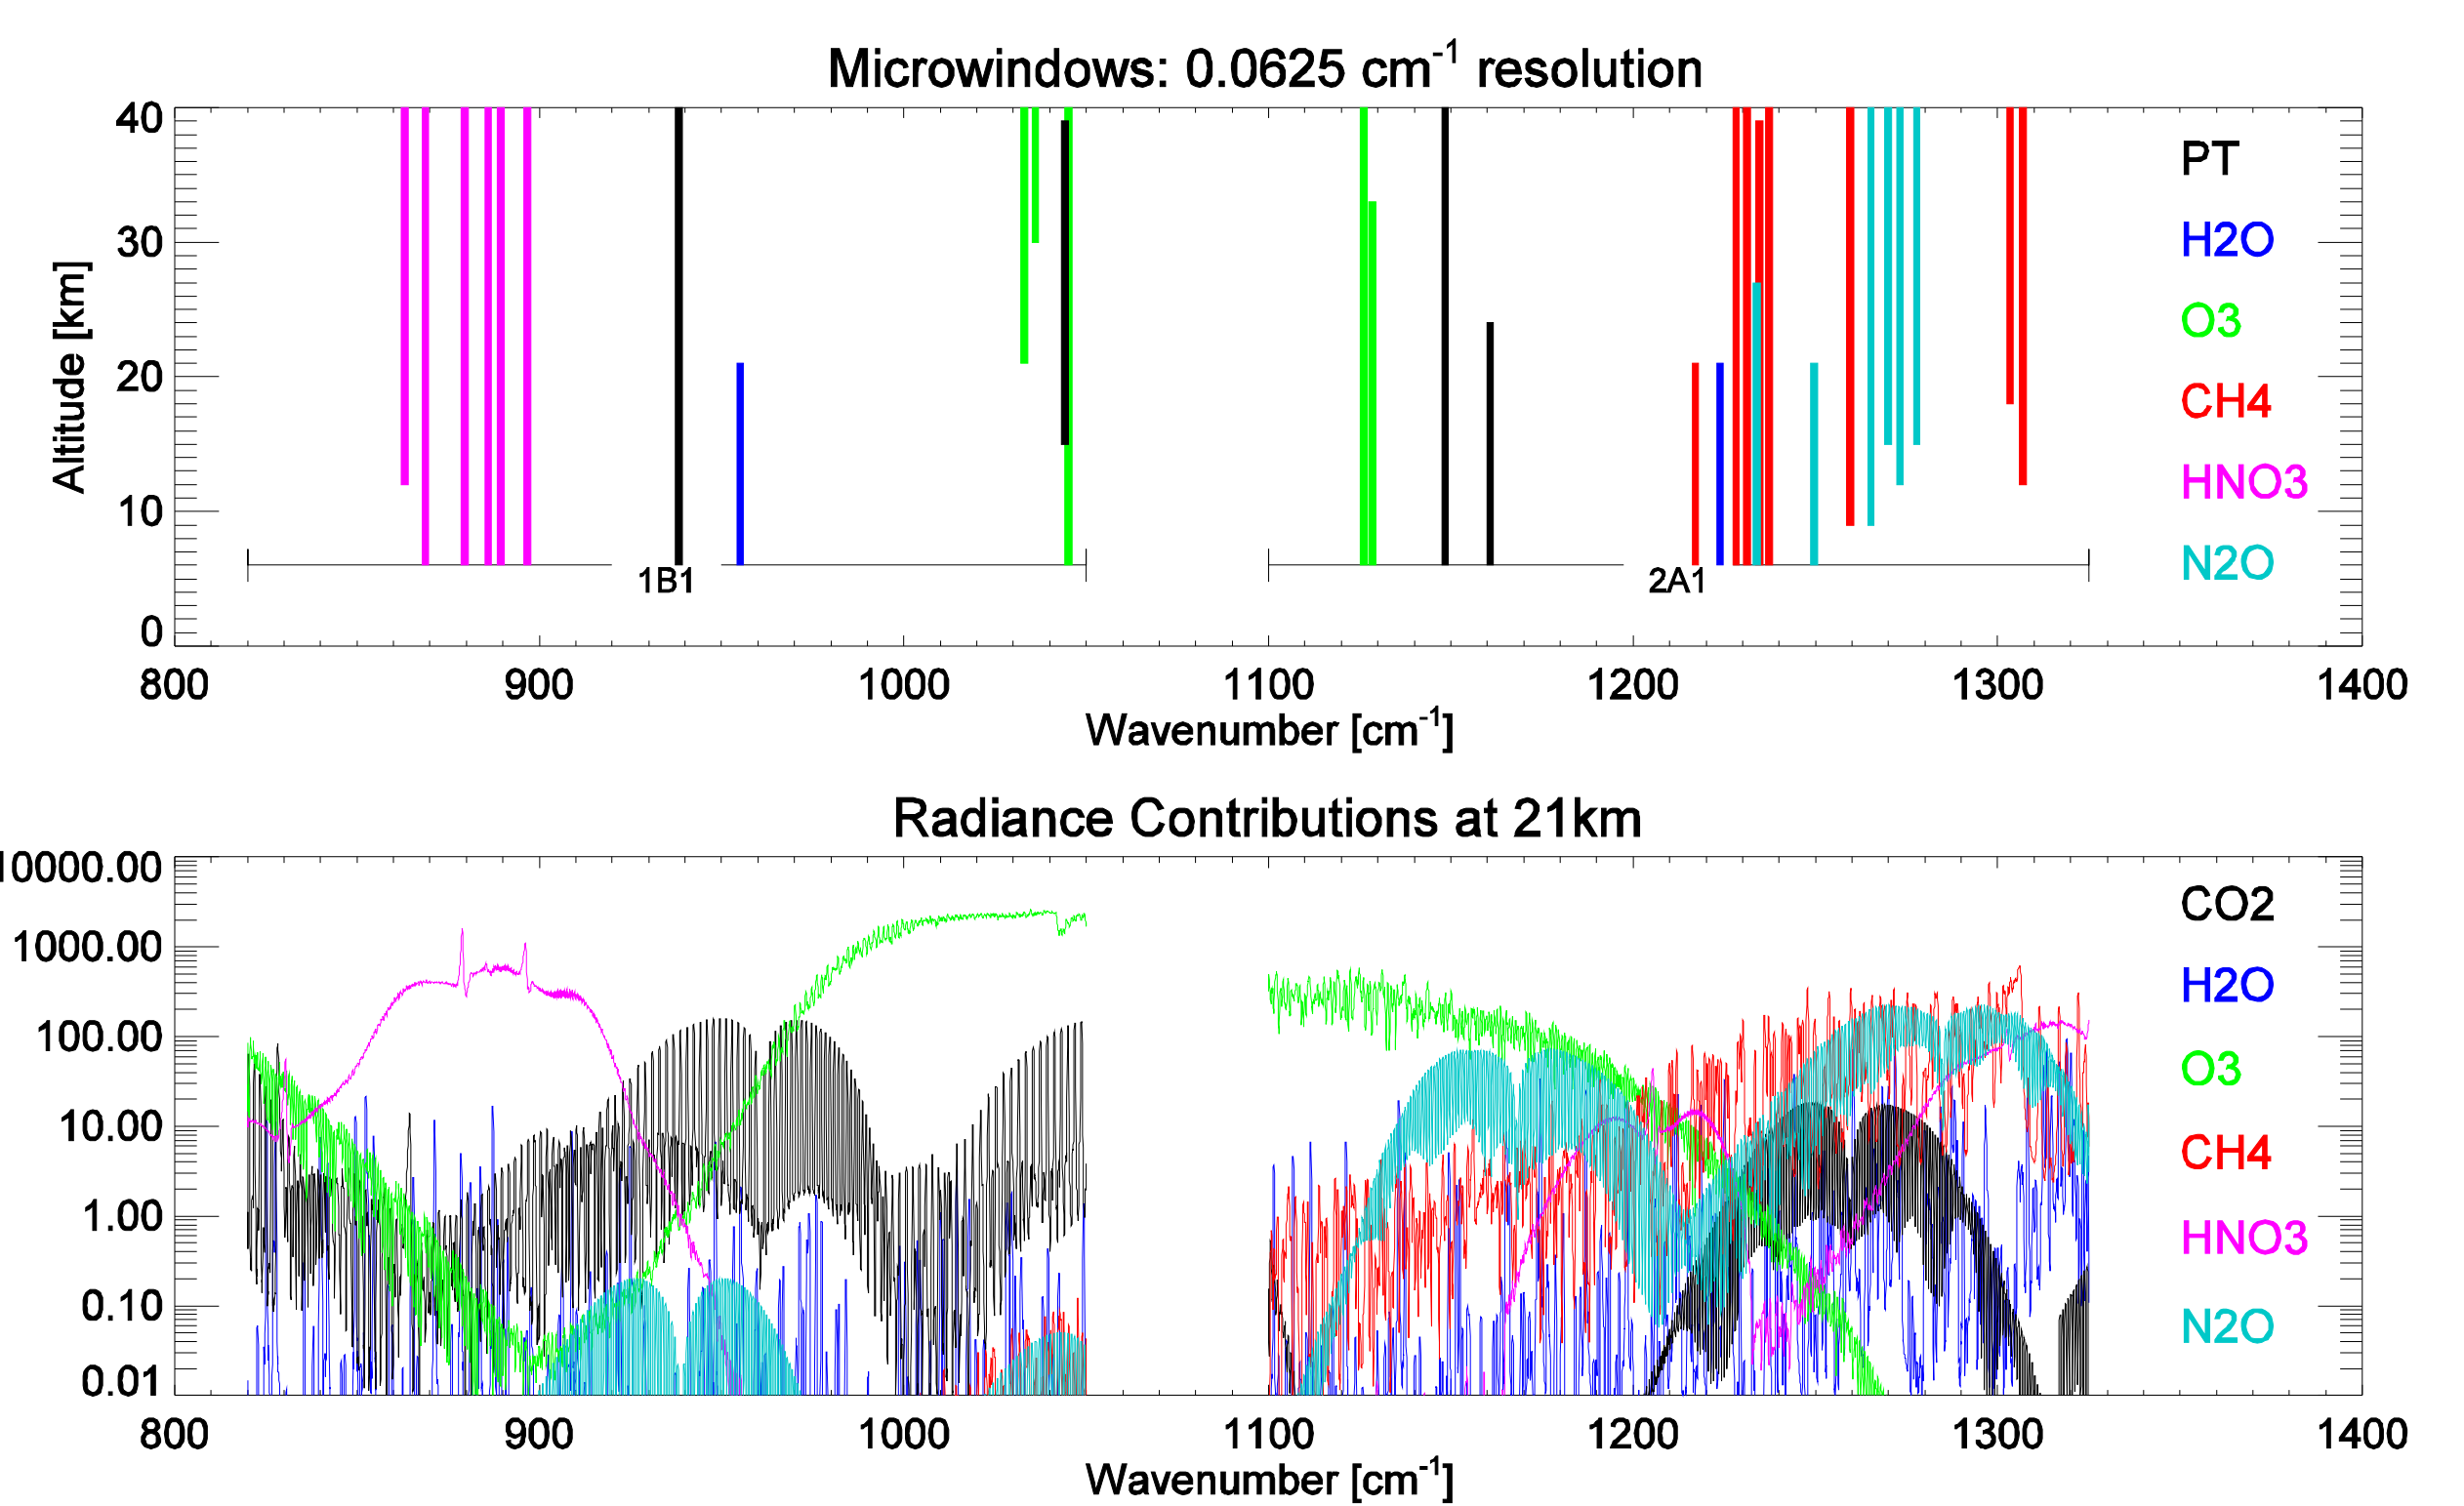 Microwindows: 0.0625 cm-1 resolution
40
30
20
10
0
Altitude [km]
PT
H2O
O3
CH4
HNO3
N2O
1B1
2A1
800 900 1000 1100 1200 1300 1400
Wavenumber [cm-1]
Radiance Contributions at 21km
10000.00
1000.00
100.00
10.00
1.00
0.10
0.01
CO2
H2O
O3
CH4
HNO3
N2O
800 900 1000 1100 1200 1300 1400
Wavenumber [cm-1]